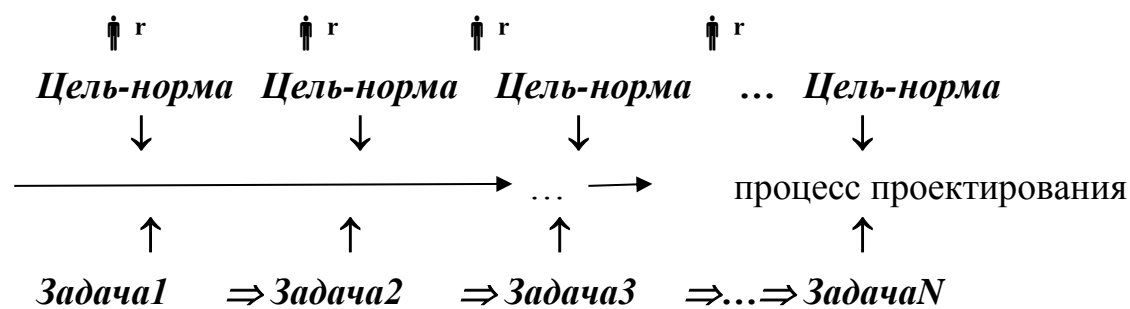 r r r r
Цель-норма Цель-норма Цель-норма … Цель-норма
↓ ↓ ↓ ↓
… процесс проектирования
↑ ↑ ↑ ↑
Задача1 ⇒ Задача2 ⇒ Задача3 ⇒…⇒ ЗадачаN